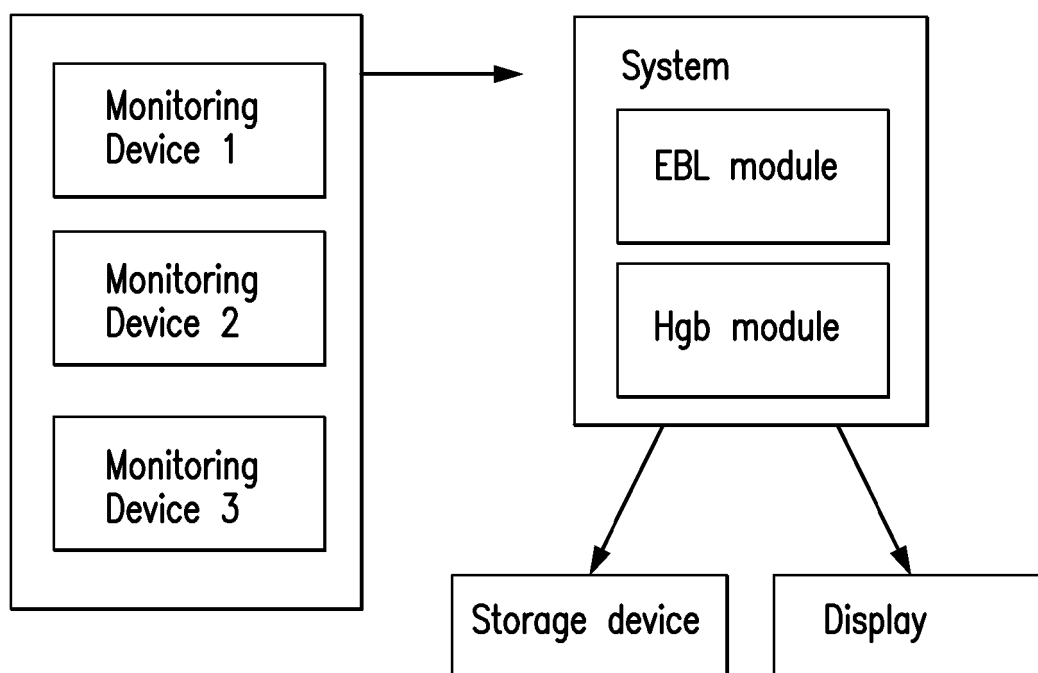 Monitoring
Device 1
Monitoring
Device 2
Monitoring
Device 3
System
EBL module
Hgb module
Storage device
Display